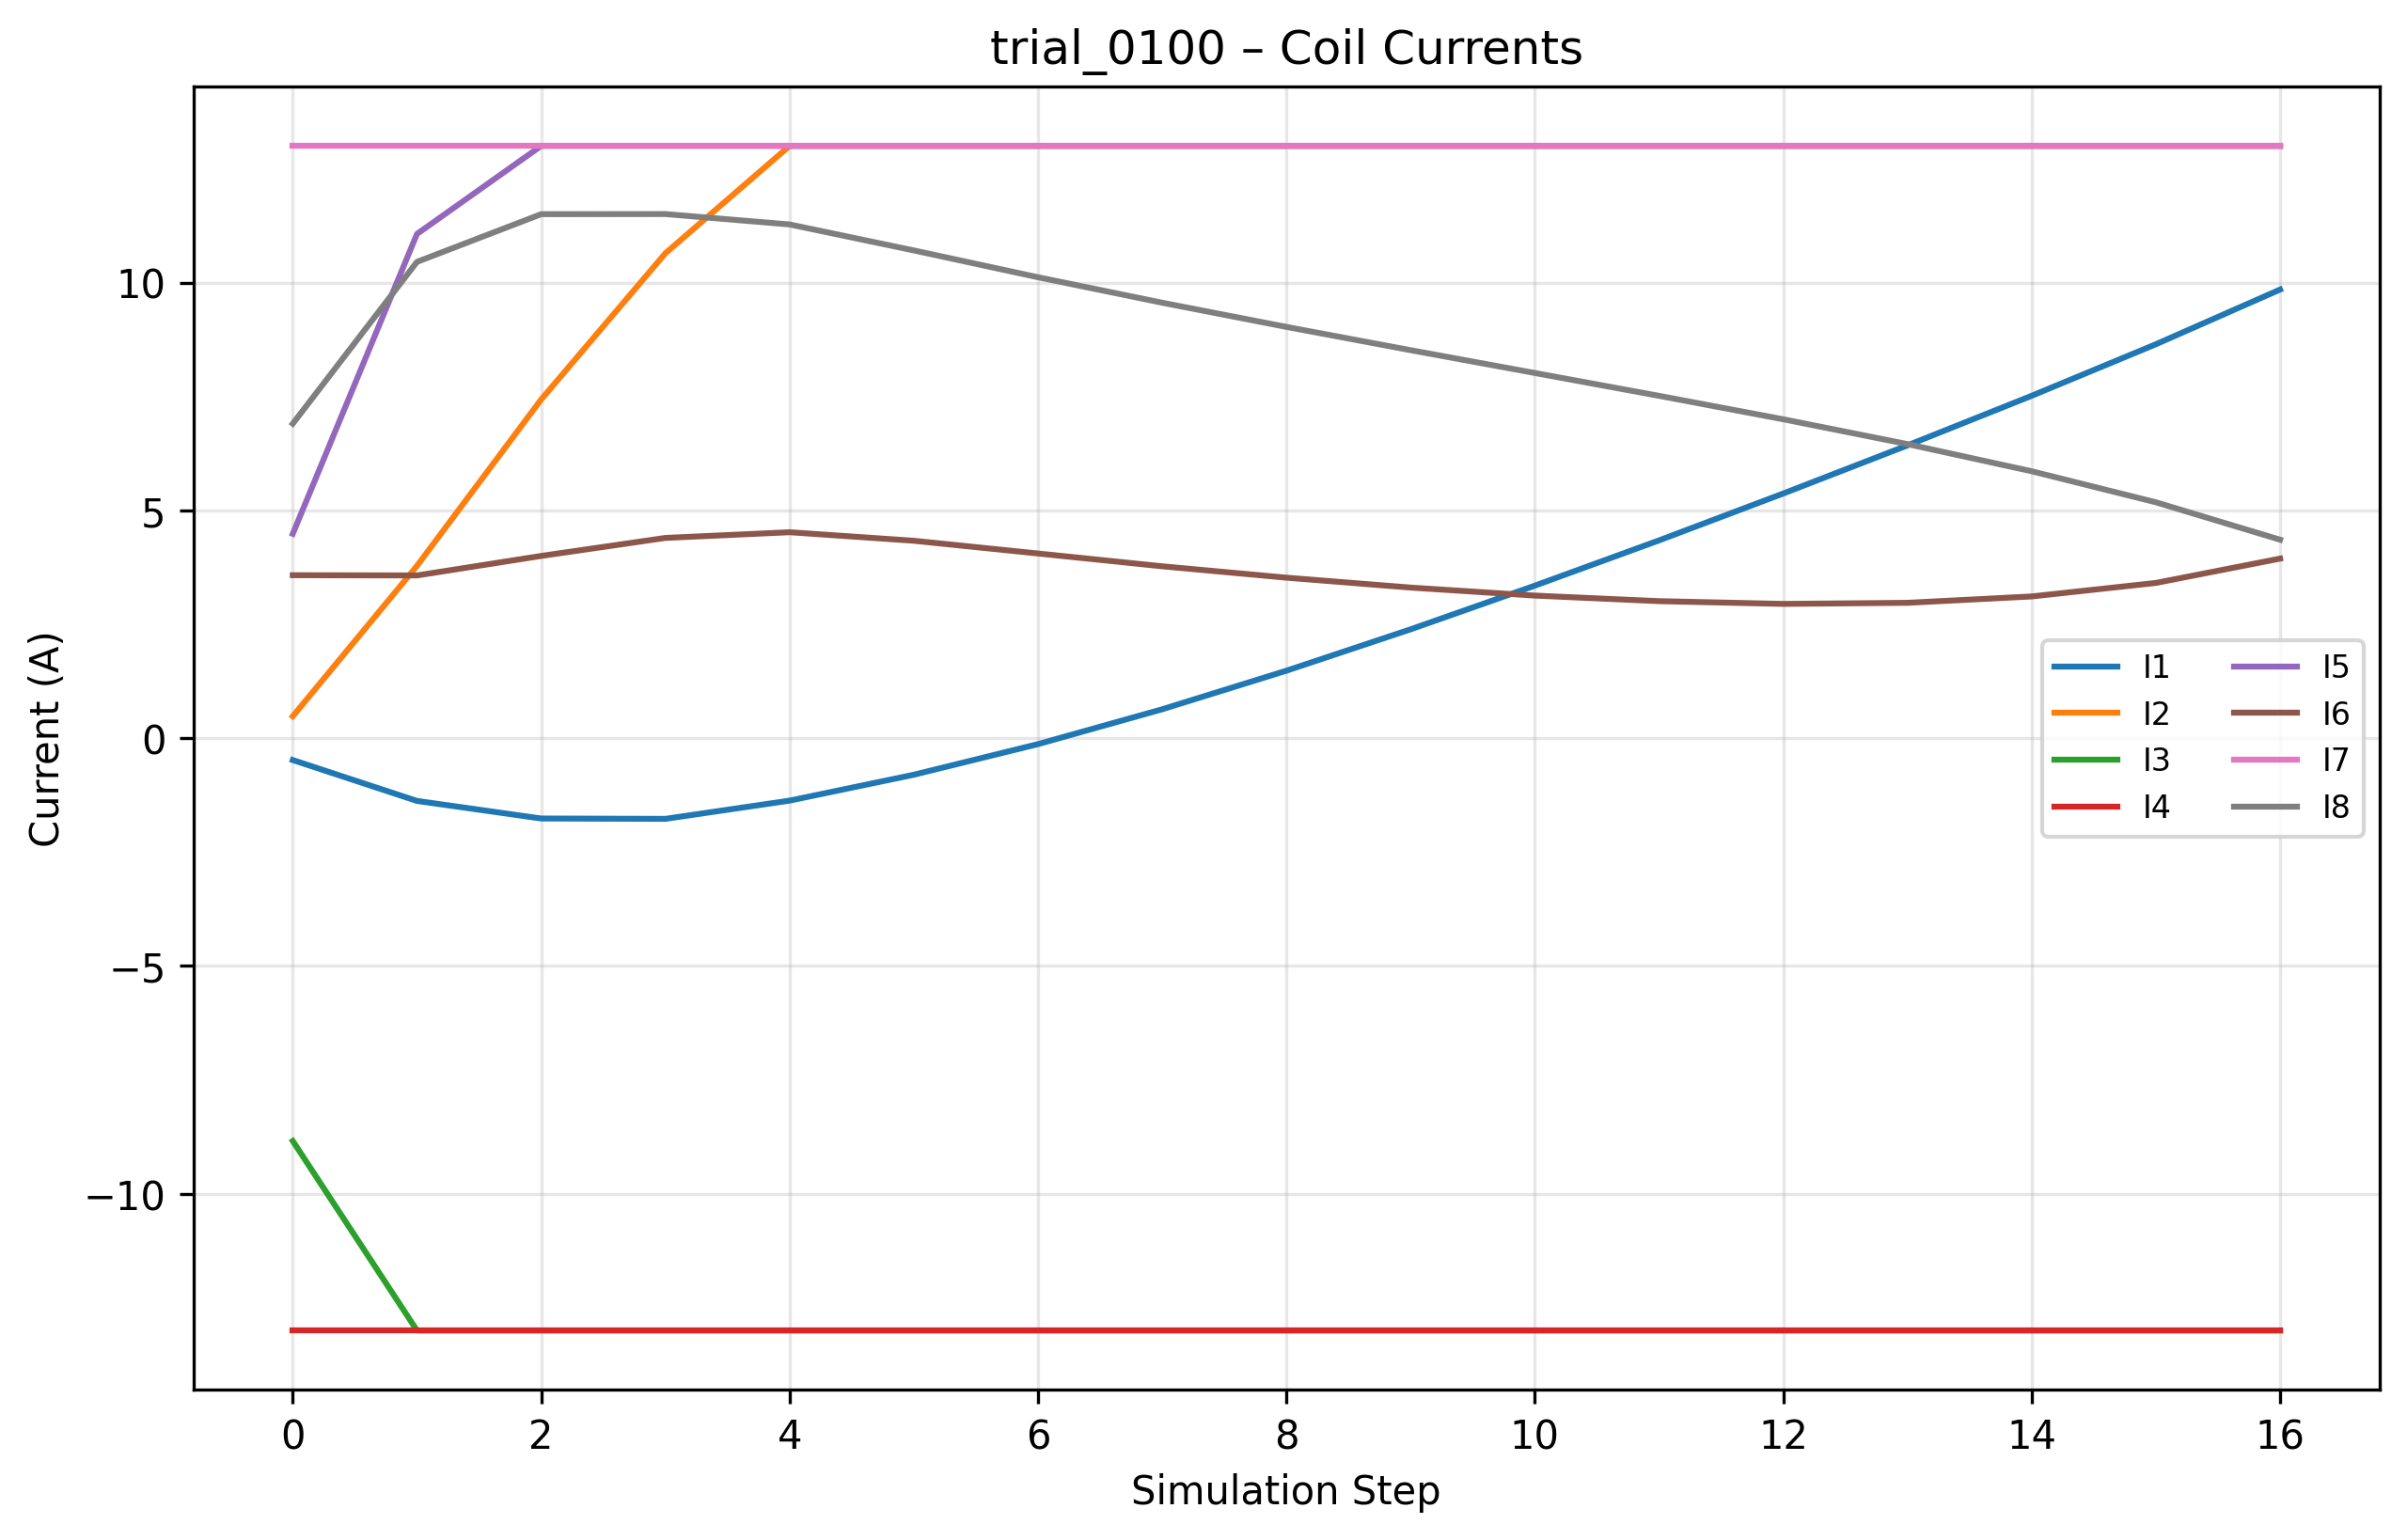 trial_0100 – Coil Currents
Current (A)
10
5
0
−5
−10
I1
I2
I3
I4
I5
I6
I7
I8
0 2 4 6 8 10 12 14 16
Simulation Step